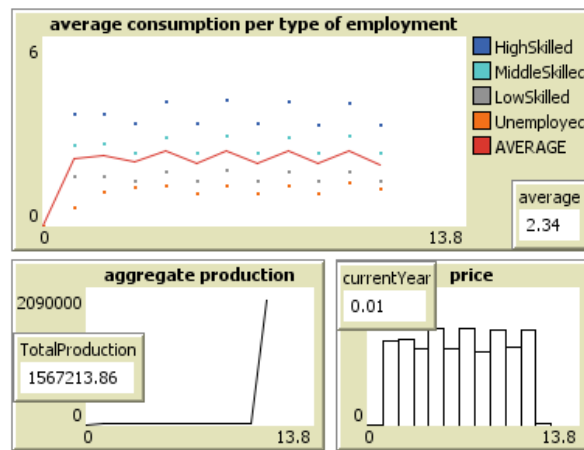 average consumption per type of employment
6
0
0
13.8
HighSkilled
MiddleSkilled
LowSkilled
Unemployed
AVERAGE
average
2.34
aggregate production
2090000
TotalProduction
1567213.86
0
0
13.8
currentYear
0.01
price
0
0
13.8